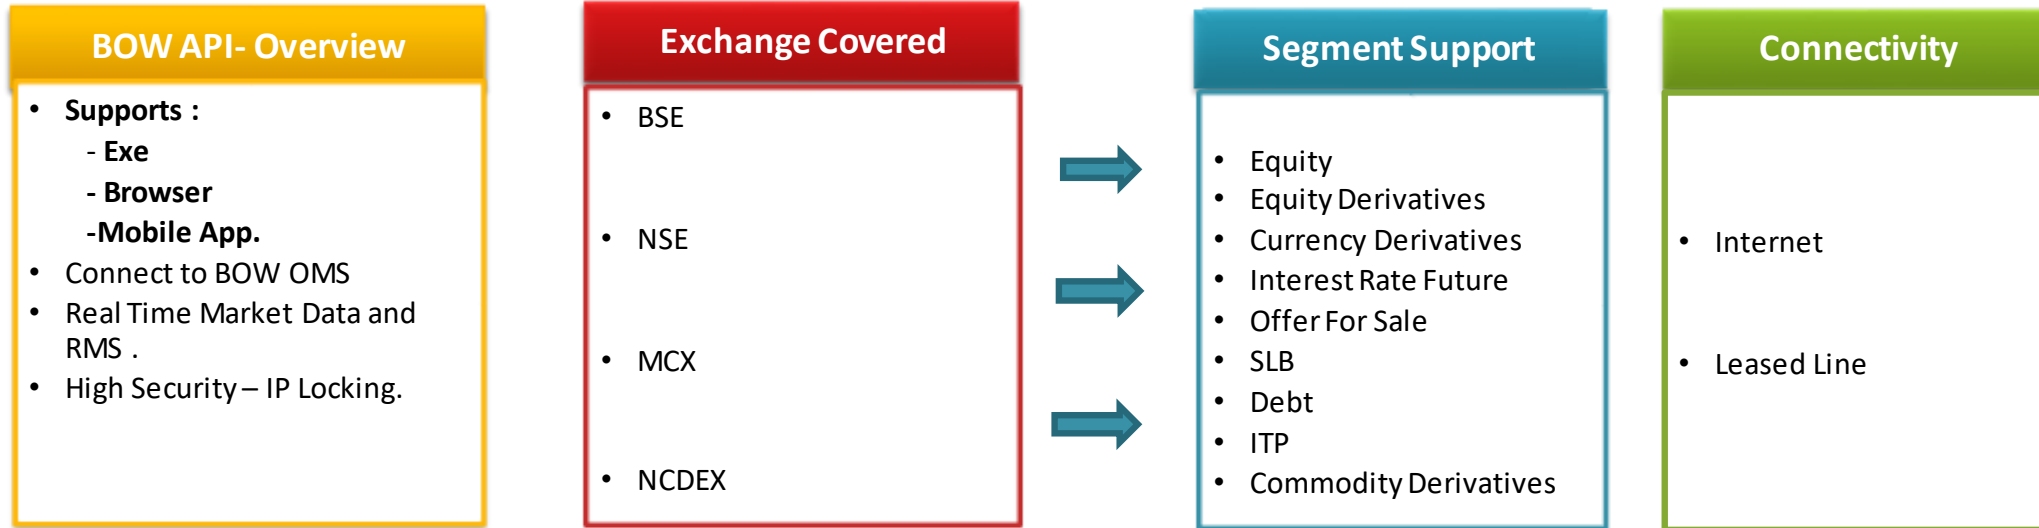 BOW API- Overview
• Supports :
- Exe
- Browser
-Mobile App.
• Connect to BOW OMS
• Real Time Market Data and
RMS .
• High Security – IP Locking.
Exchange Covered
• BSE
• NSE
• MCX
• NCDEX
Segment Support
• Equity
• Equity Derivatives
• Currency Derivatives
• Interest Rate Future
• Offer For Sale
• SLB
• Debt
• ITP
• Commodity Derivatives
Connectivity
• Internet
• Leased Line